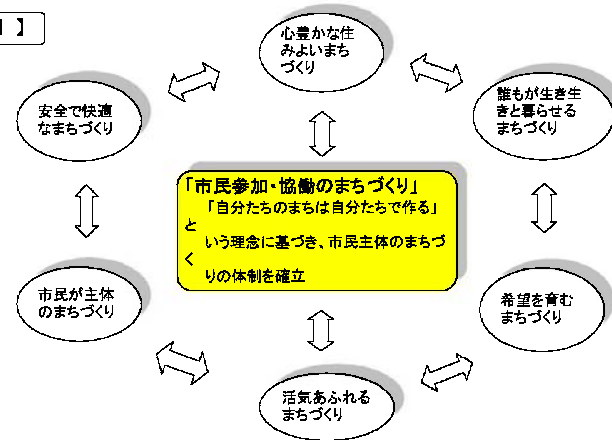 】
心豊かな住
みよいまち
づくり
安全で快適
なまちづくり
誰もが生き生
きと暮らせる
まちづくり
「市民参加・協働のまちづくり」
「自分たちのまちは自分たちで作る」
と
いう理念に基づき、市民主体のまちづ
く
りの体制を確立
市民が主体
のまちづくり
希望を育む
まちづくり
活気あふれる
まちづくり